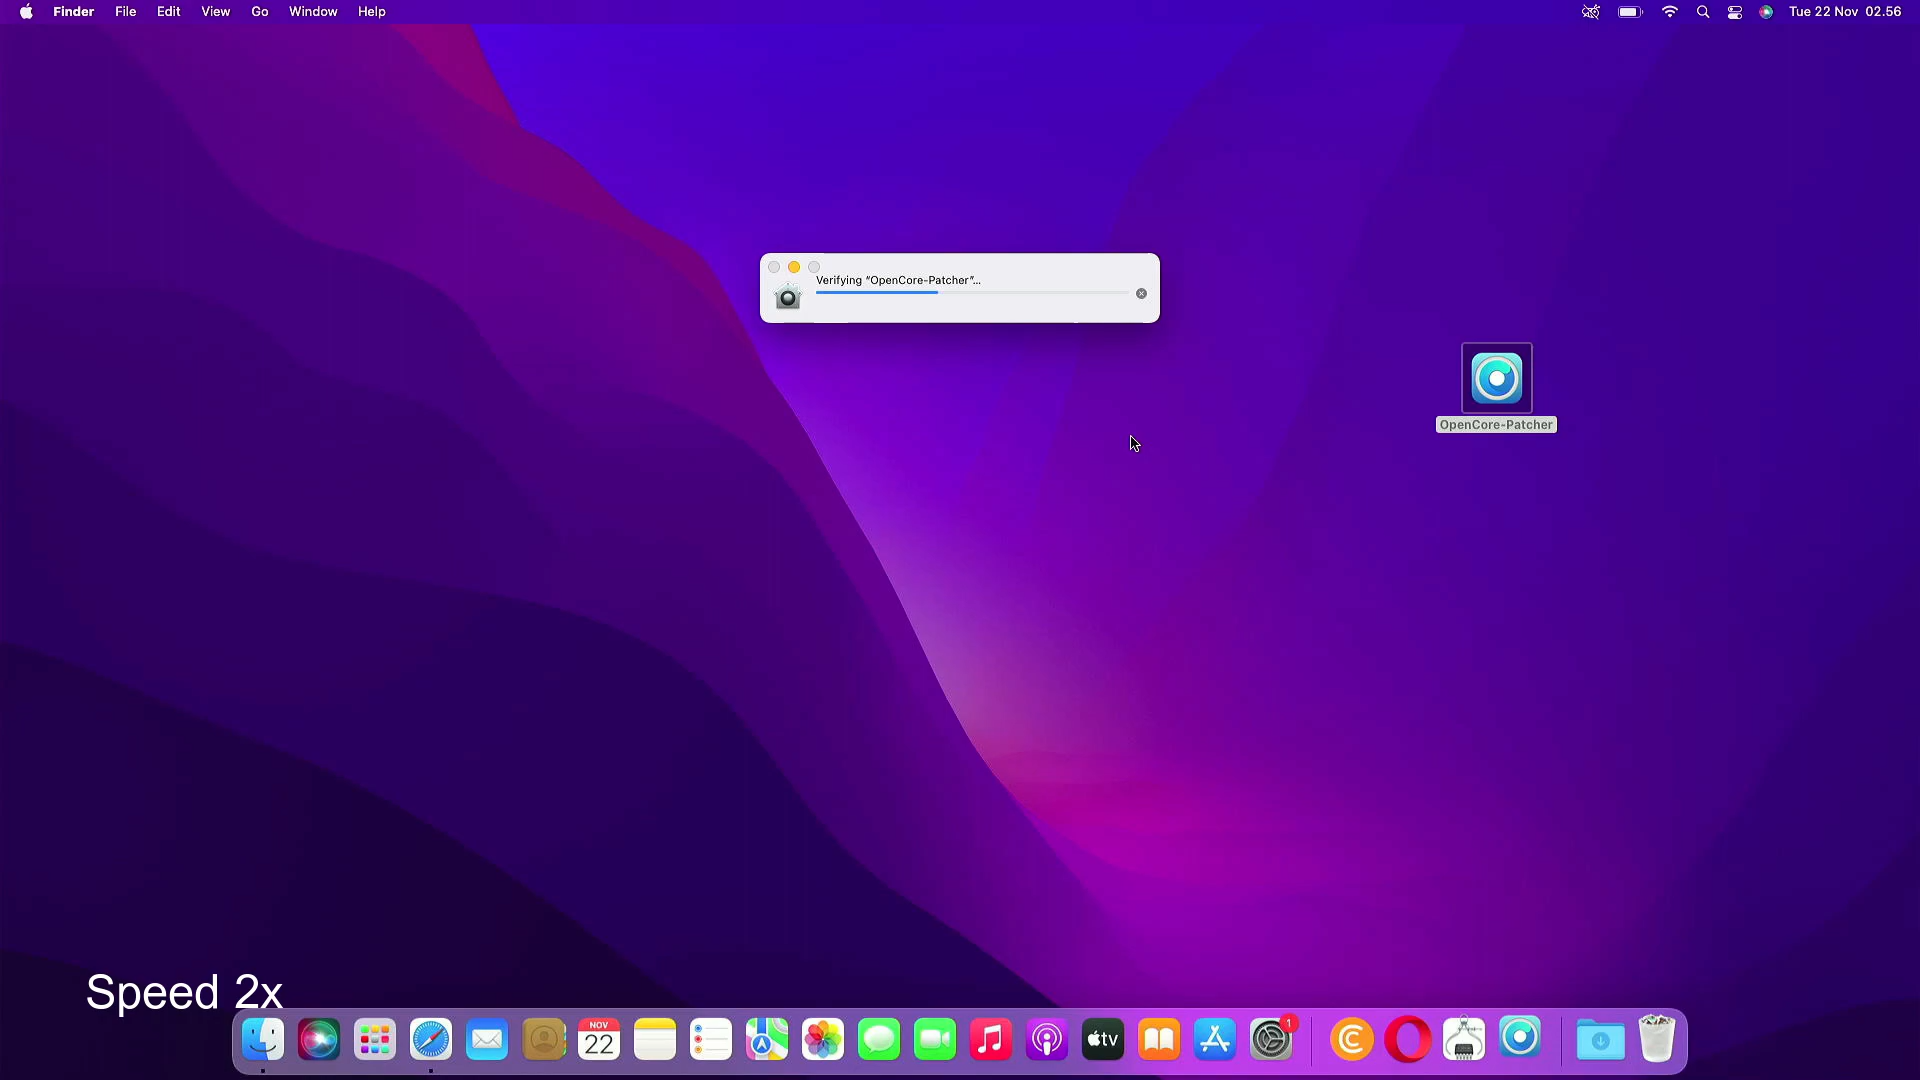 Finder File Edit View Go Window Help
Tue 22 Nov 02.56
Verifying “OpenCore-Patcher”...
OpenCore-Patcher
Speed 2x
NOV
22
tv
1